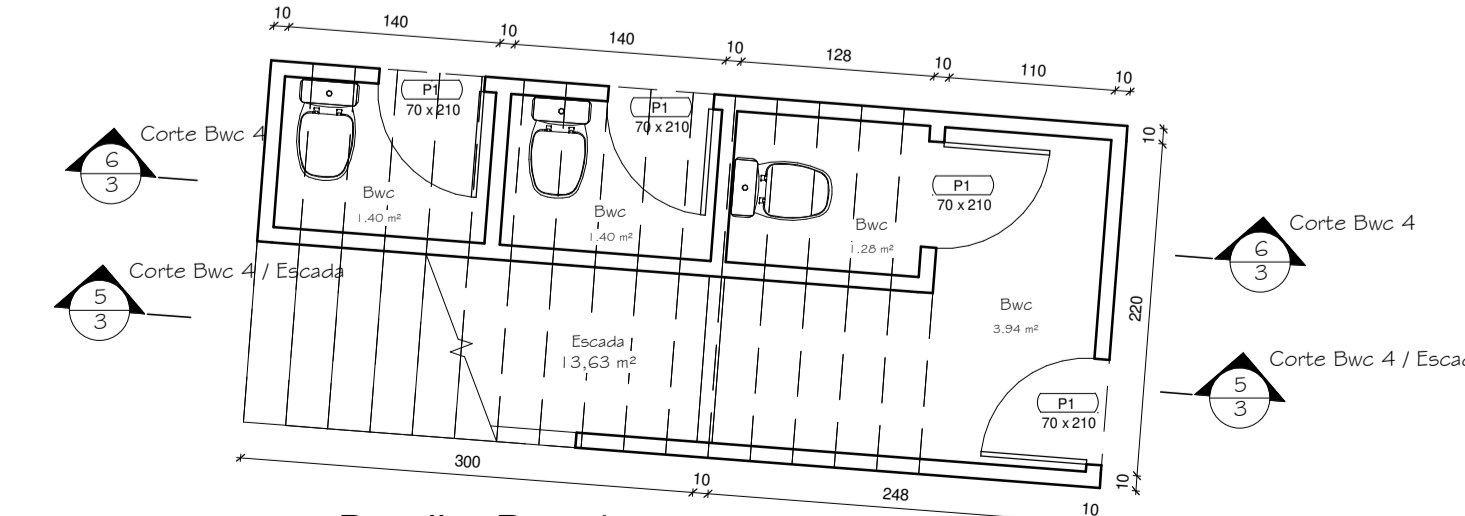 10 140 10 140 10 128 10 110 10
P1
70 x 210
P1
70 x 210
Corte Bwc 4
6
3
Bwc
1.40 m²
Bwc
1.40 m²
Bwc
1.28 m²
P1
70 x 210
10
Corte Bwc 4
6
3
Corte Bwc 4 / Escada
5
3
Bwc
3.94 m²
220
Escada
13,63 m²
Corte Bwc 4 / Esca
5
3
P1
70 x 210
300 10 248 10
10